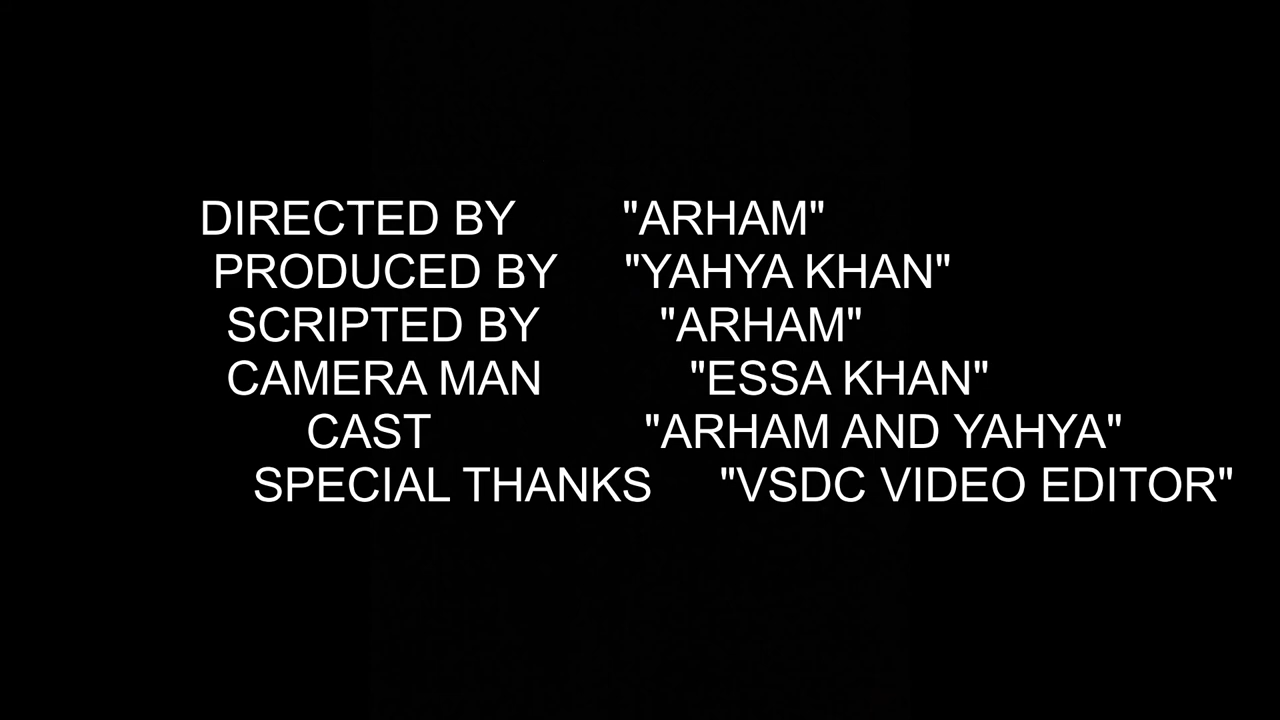 DIRECTED BY "ARHAM"
PRODUCED BY "YAHYA KHAN"
SCRIPTED BY "ARHAM"
CAMERA MAN "ESSA KHAN"
CAST "ARHAM AND YAHYA"
SPECIAL THANKS "VSDC VIDEO EDITOR"